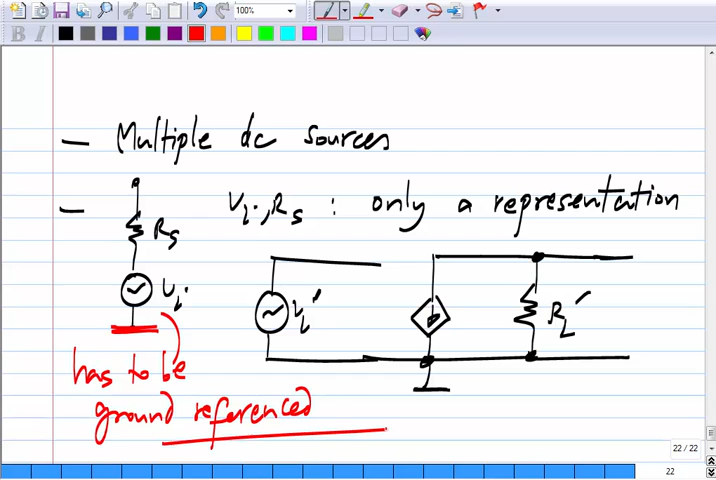 100%
B I
— Multiple dc sources
— Vi, Rs : only a representation
Rs
Vi
Vi'
RL'
has to be
ground referenced
22 / 22
22